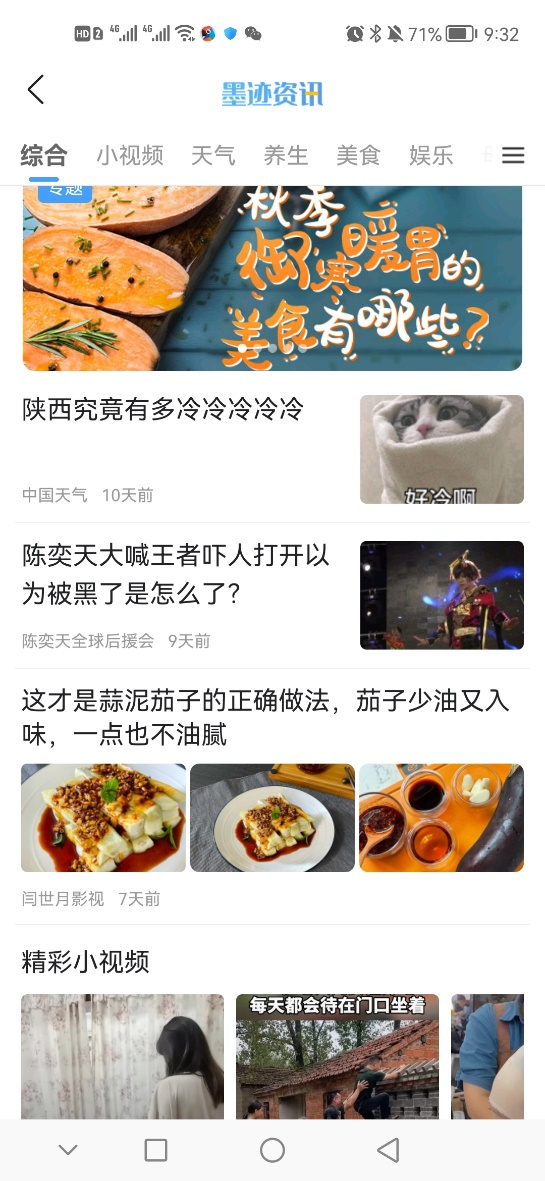 HD 2 4G 4G 71% 9:32
墨迹资讯
综合 小视频 天气 养生 美食 娱乐
专题
秋季
御寒暖胃的
美食有哪些?
陕西究竟有多冷冷冷冷冷
好冷啊
中国天气 10天前
陈奕天大喊王者吓人打开以
为被黑了是怎么了？
陈奕天全球后援会 9天前
这才是蒜泥茄子的正确做法，茄子少油又入
味，一点也不油腻
闫世月影视 7天前
精彩小视频
每天都会待在门口坐着